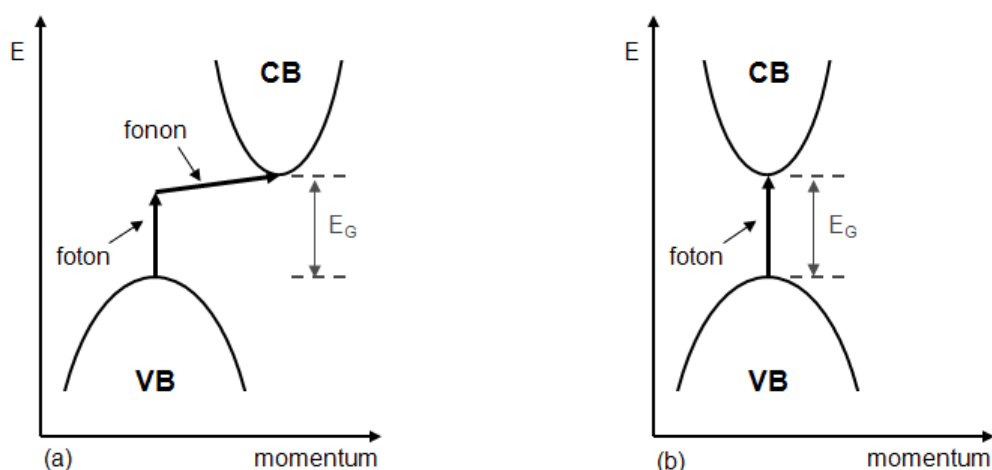 E
CB
fonon
E_G
foton
VB
(a)
momentum
E
CB
E_G
foton
VB
(b)
momentum